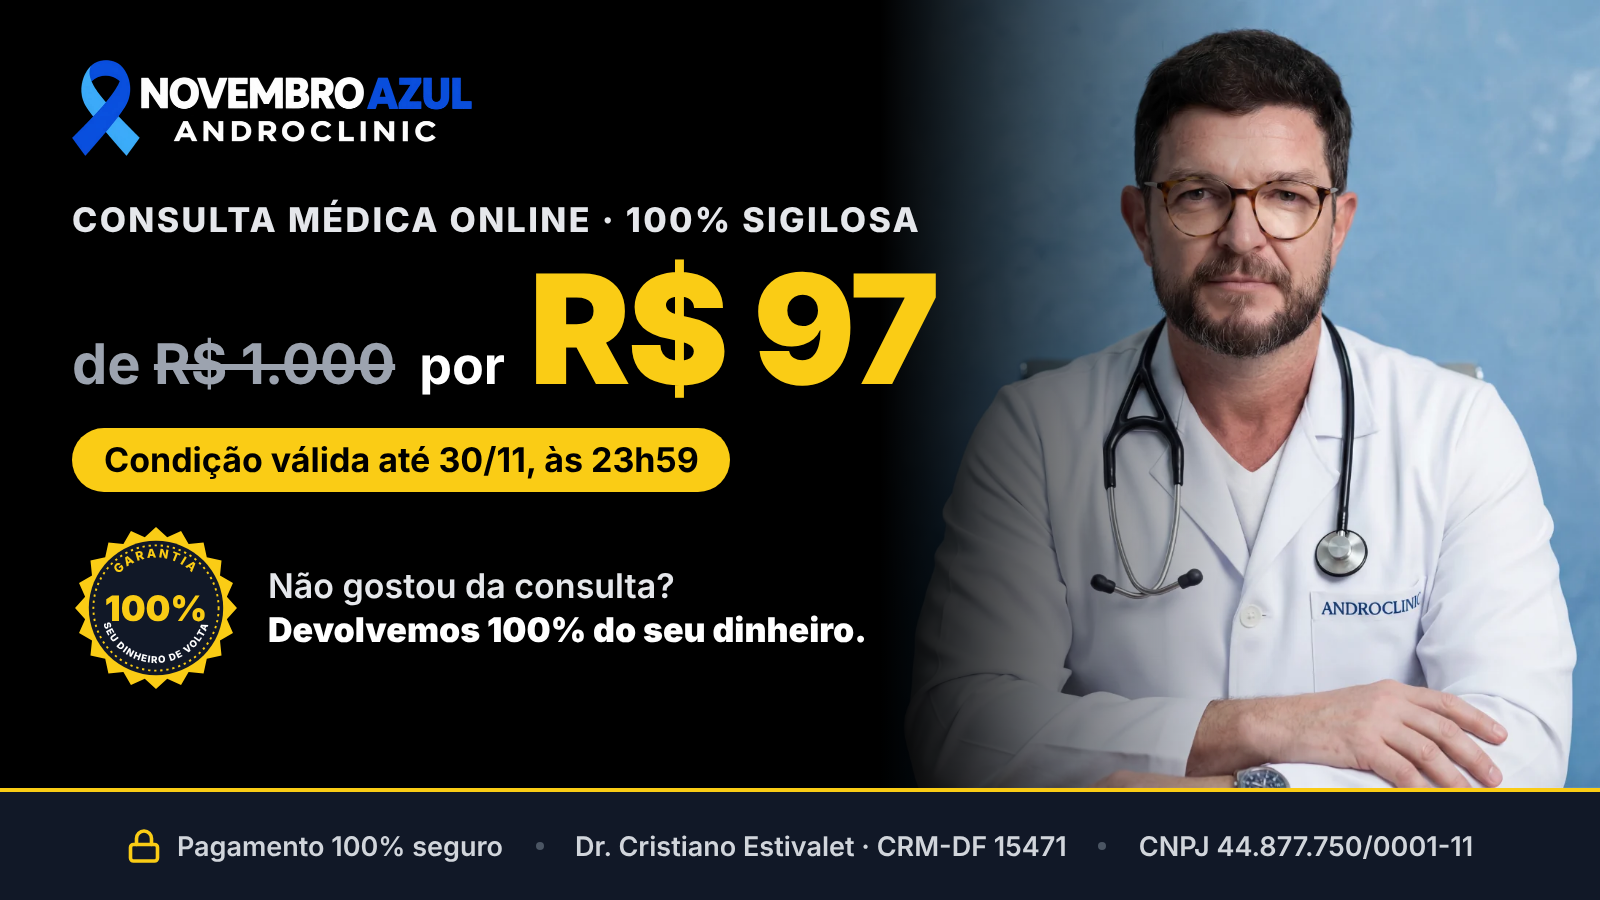 NOVEMBRO AZUL
ANDROCLINIC
CONSULTA MÉDICA ONLINE · 100% SIGILOSA
de R$ 1.000 por R$ 97
Condição válida até 30/11, às 23h59
GARANTIA
100%
SEU DINHEIRO DE VOLTA
Não gostou da consulta?
Devolvemos 100% do seu dinheiro.
ANDROCLINIC
Pagamento 100% seguro • Dr. Cristiano Estivalet · CRM-DF 15471 • CNPJ 44.877.750/0001-11